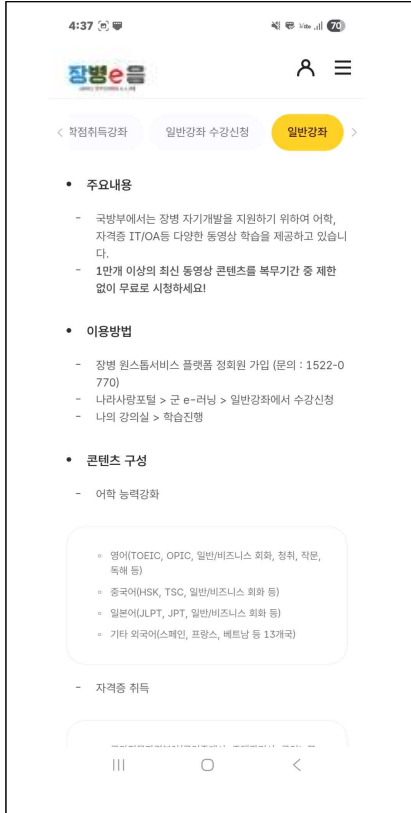 4:37
70
장병e음
학점취득강좌
일반강좌 수강신청
일반강좌
• 주요내용
- 국방부에서는 장병 자기개발을 지원하기 위하여 어학,
자격증 IT/OA등 다양한 동영상 학습을 제공하고 있습니
다.
- 1만개 이상의 최신 동영상 콘텐츠를 복무기간 중 제한
없이 무료로 시청하세요!
• 이용방법
- 장병 원스톱서비스 플랫폼 정회원 가입 (문의 : 1522-0
770)
- 나라사랑포털 > 군 e-러닝 > 일반강좌에서 수강신청
- 나의 강의실 > 학습진행
• 콘텐츠 구성
- 어학 능력강화
◦ 영어(TOEIC, OPIC, 일반/비즈니스 회화, 청취, 작문,
독해 등)
◦ 중국어(HSK, TSC, 일반/비즈니스 회화 등)
◦ 일본어(JLPT, JPT, 일반/비즈니스 회화 등)
◦ 기타 외국어(스페인, 프랑스, 베트남 등 13개국)
- 자격증 취득